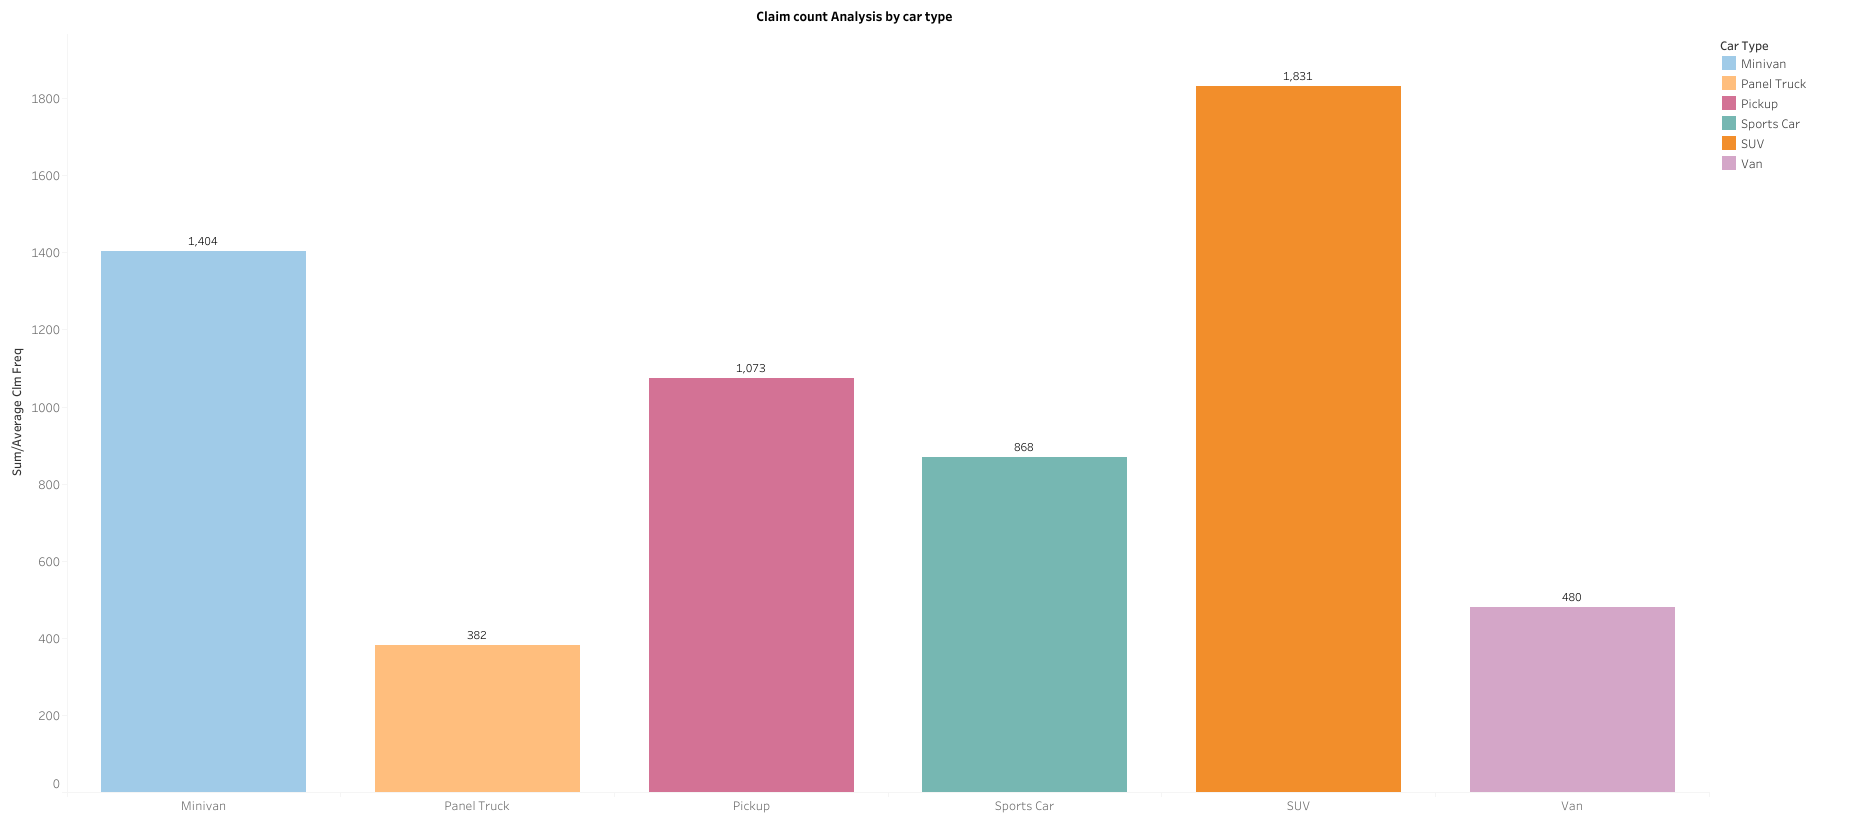 Claim count Analysis by car type
Car Type
Minivan
Panel Truck
Pickup
Sports Car
SUV
Van
Sum/Average Clm Freq
1800
1600
1400
1200
1000
800
600
400
200
0
1,404
382
1,073
868
1,831
480
Minivan
Panel Truck
Pickup
Sports Car
SUV
Van